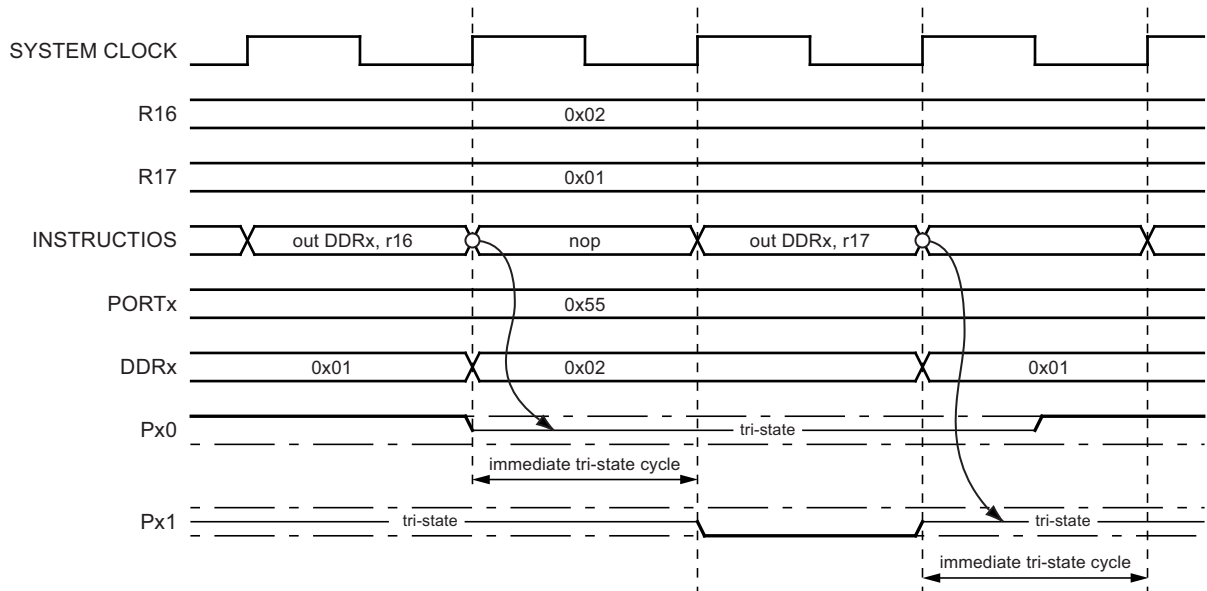 SYSTEM CLOCK
R16
0x02
R17
0x01
INSTRUCTIOS
out DDRx, r16
nop
out DDRx, r17
PORTx
0x55
DDRx
0x01
0x02
0x01
Px0
tri-state
immediate tri-state cycle
Px1
tri-state
tri-state
immediate tri-state cycle